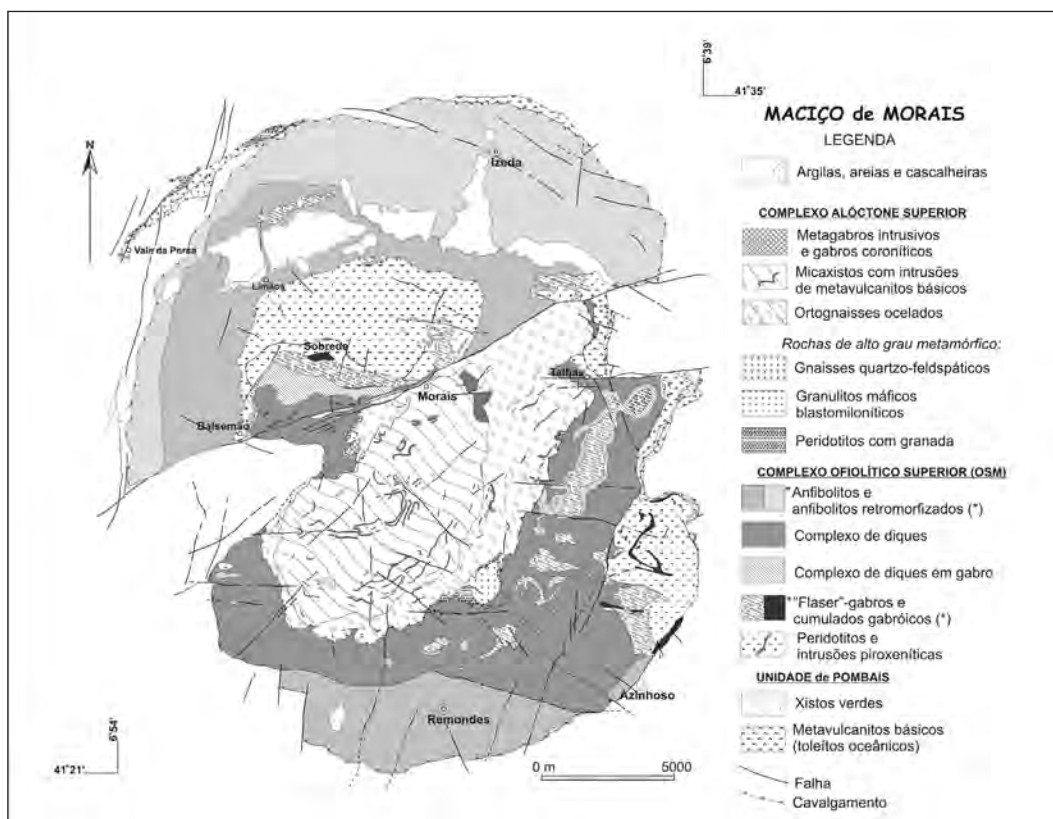 6°39'
41°35'
MACIÇO de MORAIS
LEGENDA
Argilas, areias e cascalheiras
COMPLEXO ALÓCTONE SUPERIOR
Metagabros intrusivos
e gabros coroníticos
Micaxistos com intrusões
de metavulcanitos básicos
Ortognaisses ocelados
Rochas de alto grau metamórfico:
Gnaisses quartzo-feldspáticos
Granulitos máficos
blastomiloníticos
Peridotitos com granada
COMPLEXO OFIOLÍTICO SUPERIOR (OSM)
*Anfibolitos e
anfibolitos retromorfizados (*)
Complexo de diques
Complexo de diques em gabro
*"Flaser"-gabros e
cumulados gabróicos (*)
Peridotitos e
intrusões piroxeníticas
UNIDADE de POMBAIS
Xistos verdes
Metavulcanitos básicos
(toleítos oceânicos)
Falha
Cavalgamento
N
Izeda
Vale da Porca
Limãos
Sobreda
Talhas
Morais
Balsemão
Azinhoso
Remondes
6°54'
41°21'
0 m
5000